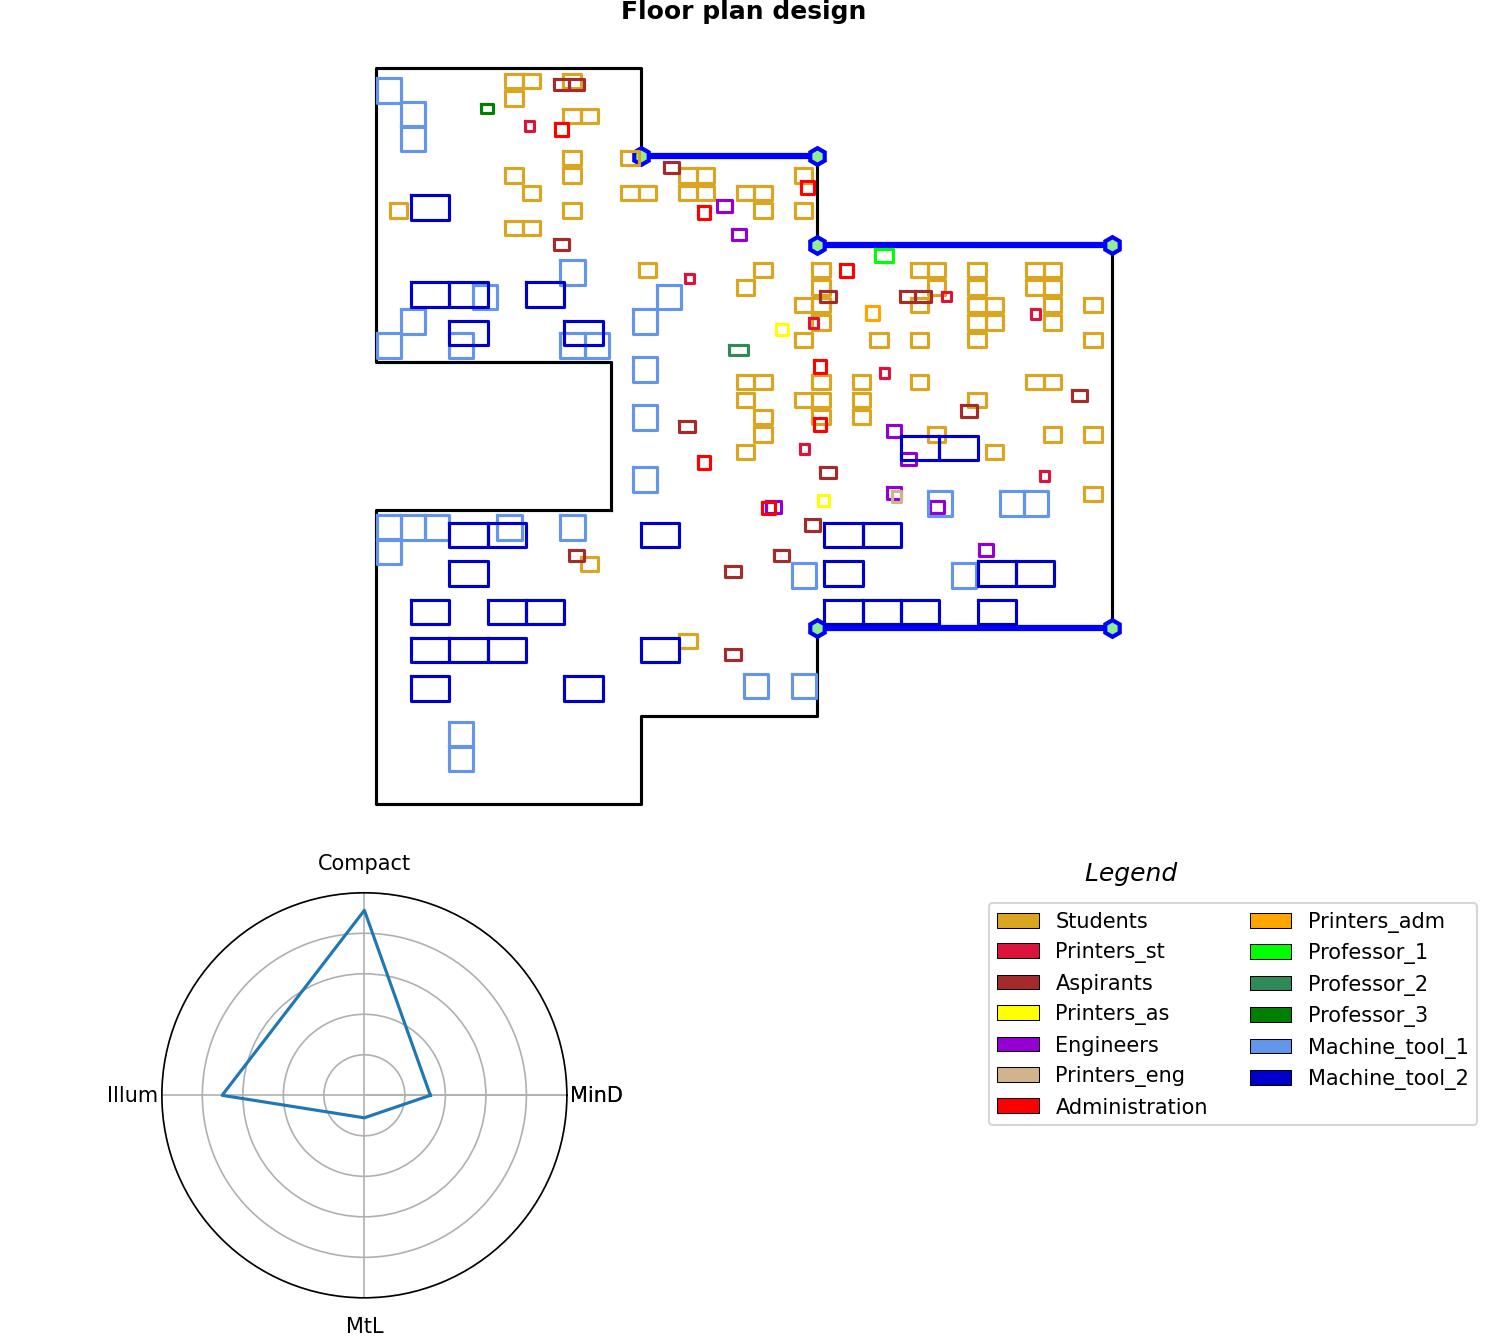 Floor plan design
Compact
Illum
MinD
MtL
Legend
Students
Printers_st
Aspirants
Printers_as
Engineers
Printers_eng
Administration
Printers_adm
Professor_1
Professor_2
Professor_3
Machine_tool_1
Machine_tool_2